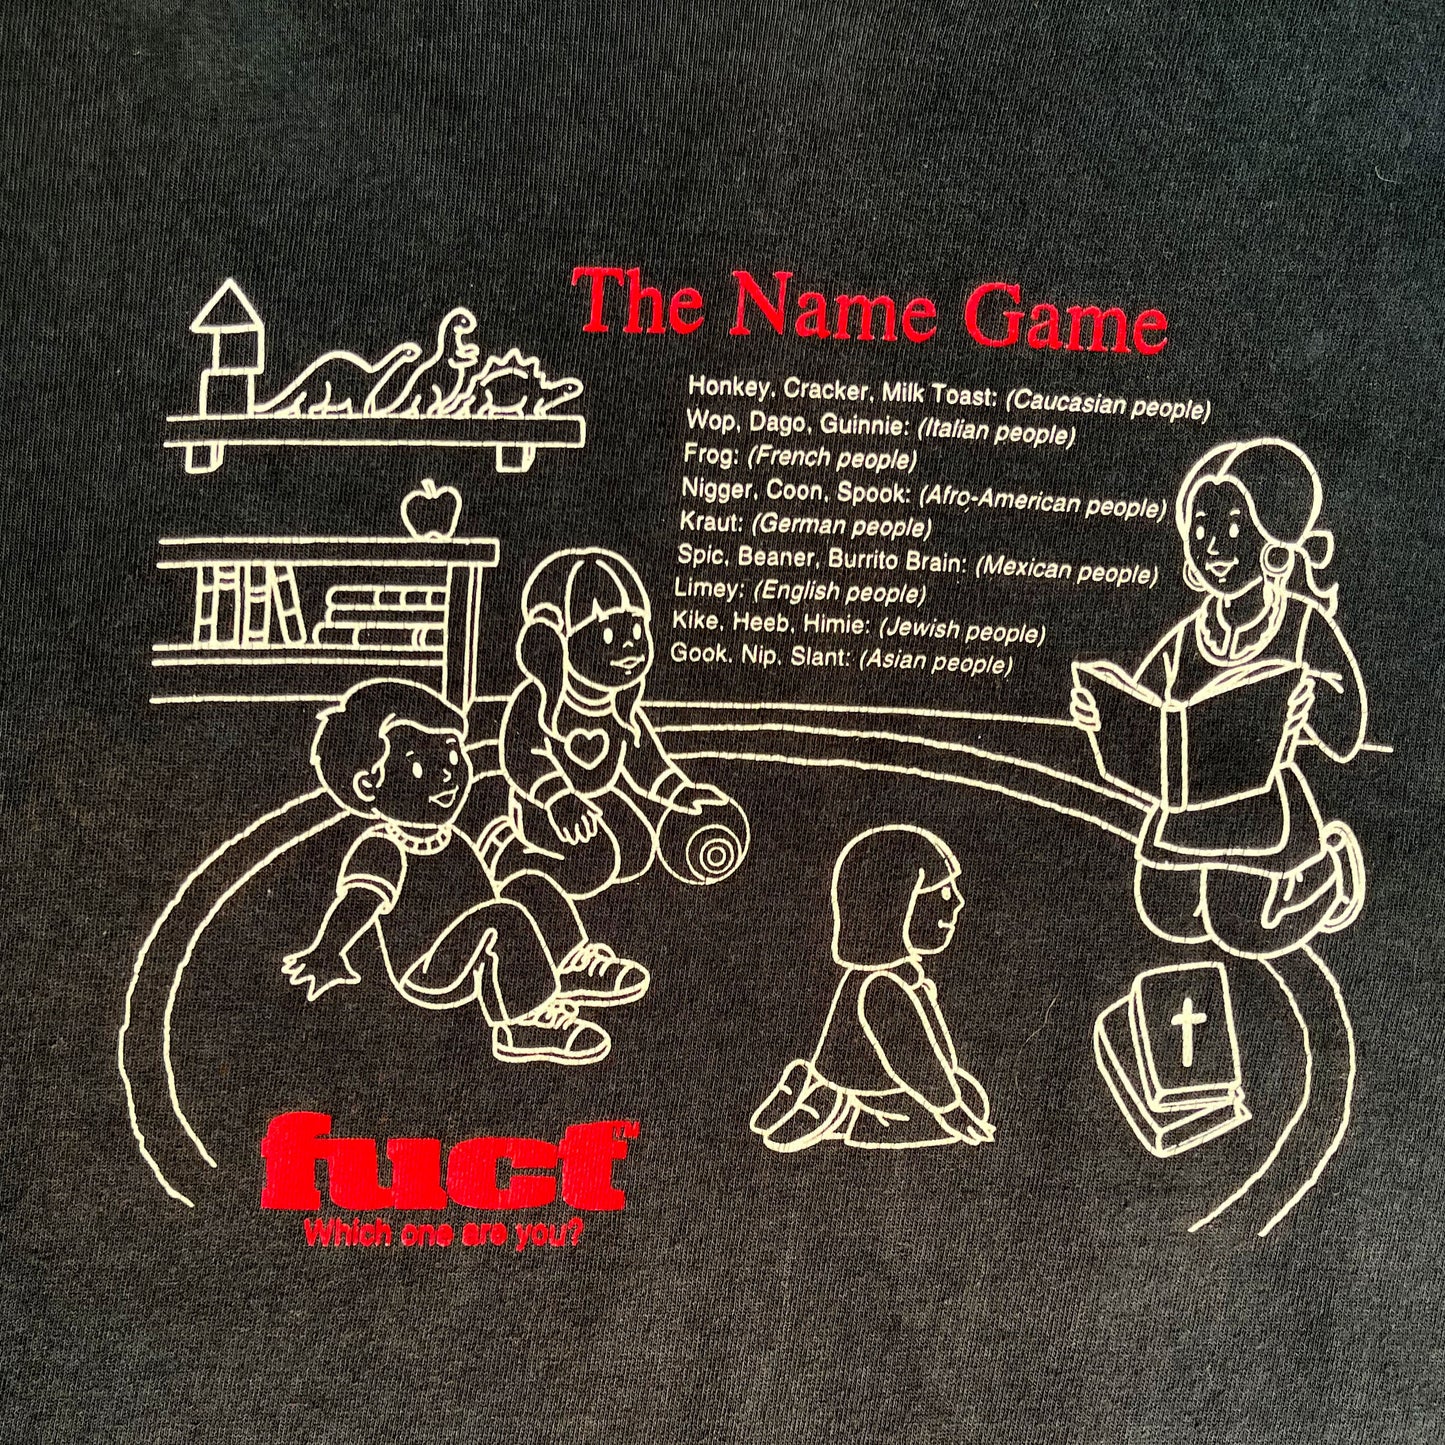 The Name Game
Honkey, Cracker, Milk Toast: (Caucasian people)
Wop, Dago, Guinnie: (Italian people)
Frog: (French people)
Nigger, Coon, Spook: (Afro-American people)
Kraut: (German people)
Spic, Beaner, Burrito Brain: (Mexican people)
Limey: (English people)
Kike, Heeb, Himie: (Jewish people)
Gook, Nip, Slant: (Asian people)
fuct™
Which one are you?